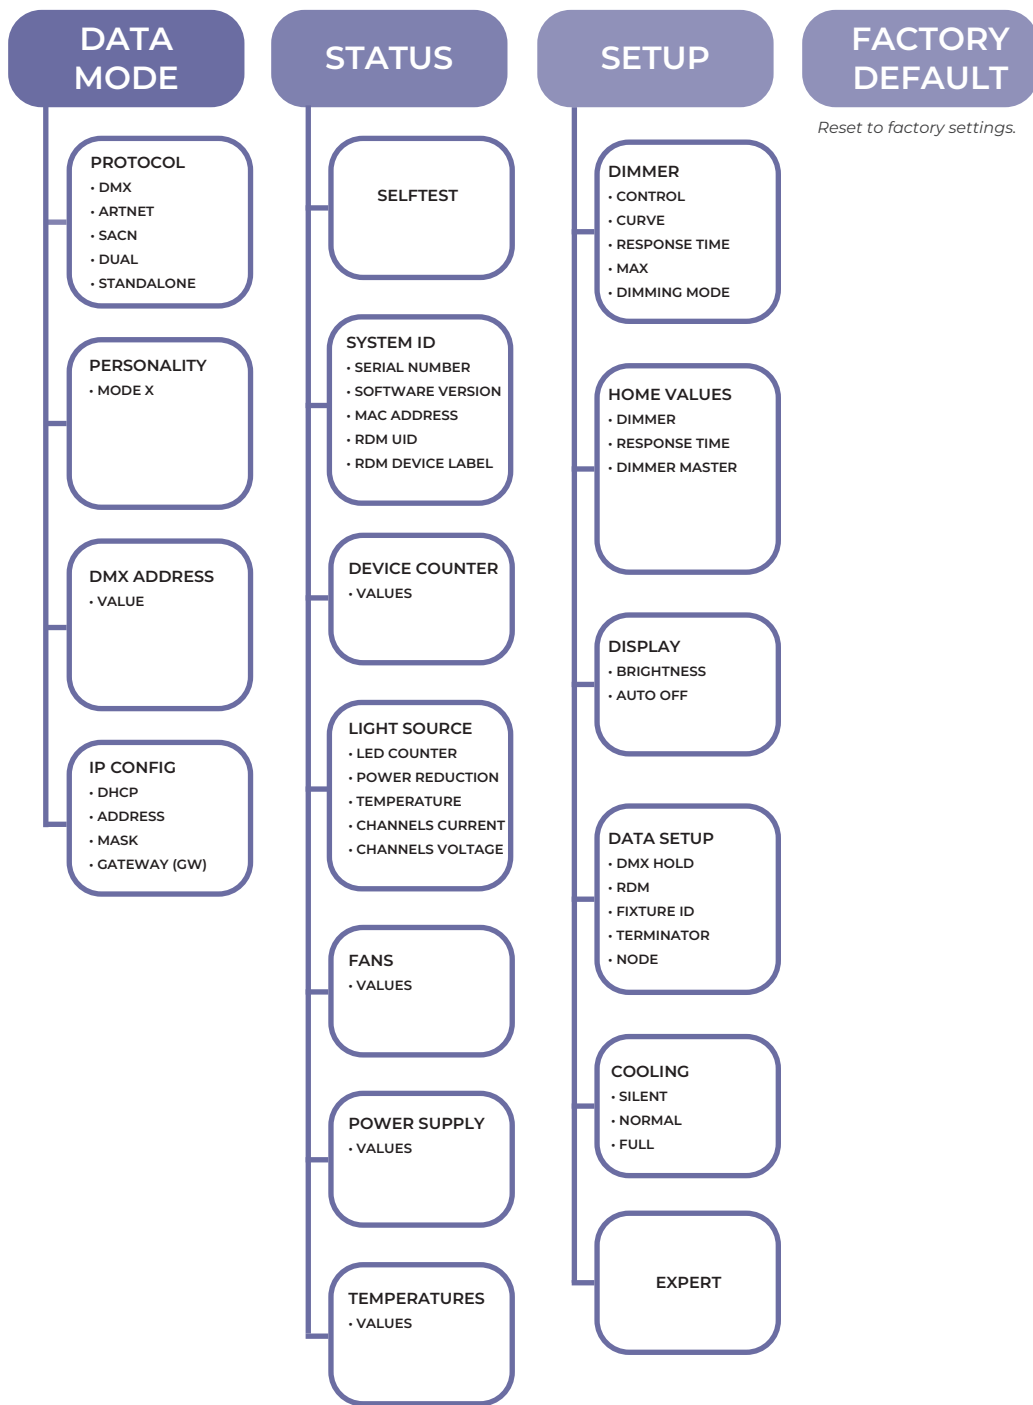 DATA
MODE
PROTOCOL
• DMX
• ARTNET
• SACN
• DUAL
• STANDALONE
PERSONALITY
• MODE X
DMX ADDRESS
• VALUE
IP CONFIG
• DHCP
• ADDRESS
• MASK
• GATEWAY (GW)
STATUS
SELFTEST
SYSTEM ID
• SERIAL NUMBER
• SOFTWARE VERSION
• MAC ADDRESS
• RDM UID
• RDM DEVICE LABEL
DEVICE COUNTER
• VALUES
LIGHT SOURCE
• LED COUNTER
• POWER REDUCTION
• TEMPERATURE
• CHANNELS CURRENT
• CHANNELS VOLTAGE
FANS
• VALUES
POWER SUPPLY
• VALUES
TEMPERATURES
• VALUES
SETUP
DIMMER
• CONTROL
• CURVE
• RESPONSE TIME
• MAX
• DIMMING MODE
HOME VALUES
• DIMMER
• RESPONSE TIME
• DIMMER MASTER
DISPLAY
• BRIGHTNESS
• AUTO OFF
DATA SETUP
• DMX HOLD
• RDM
• FIXTURE ID
• TERMINATOR
• NODE
COOLING
• SILENT
• NORMAL
• FULL
EXPERT
FACTORY
DEFAULT
Reset to factory settings.